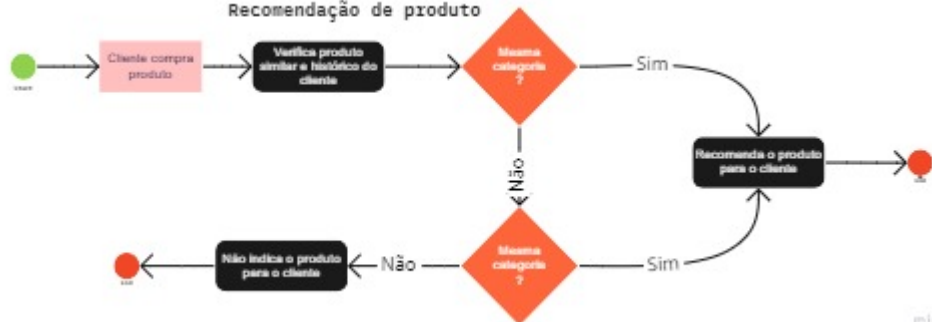 Recomendação de produto
Cliente compra
produto
Verifica produto
similar e histórico do
cliente
Mesma
categoria
?
Sim
Não
Recomenda o produto
para o cliente
Mesma
categoria
?
Sim
Não
Não indica o produto
para o cliente